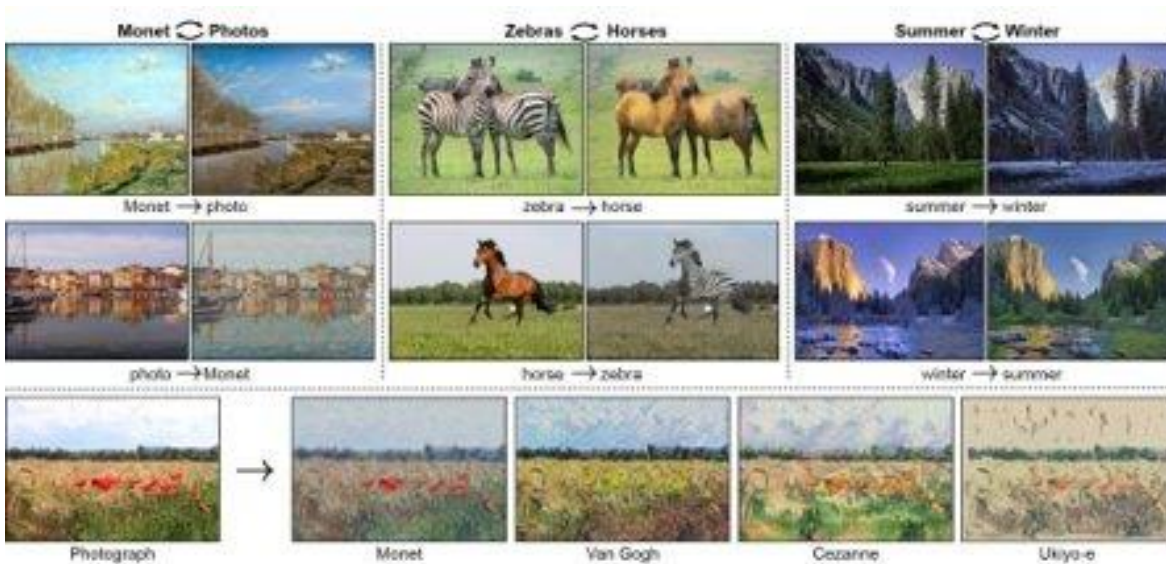 Monet Photos
Zebras Horses
Summer Winter
Monet → photo
zebra → horse
summer → winter
photo → Monet
horse → zebra
winter → summer
Photograph
Monet
Van Gogh
Cezanne
Ukiyo-e